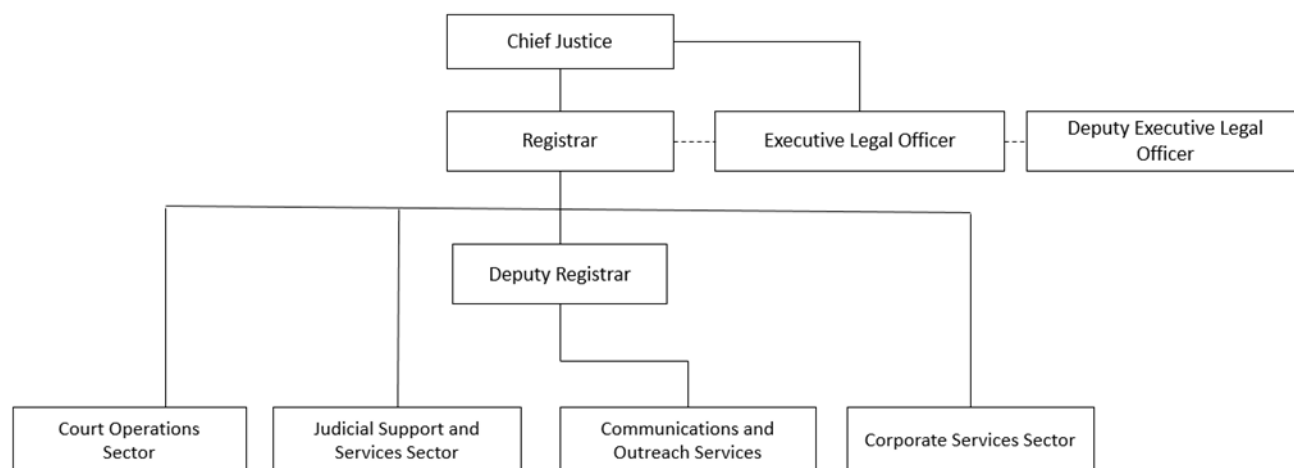 Chief Justice
Registrar
Executive Legal Officer
Deputy Executive Legal
Officer
Deputy Registrar
Court Operations
Sector
Judicial Support and
Services Sector
Communications and
Outreach Services
Corporate Services Sector